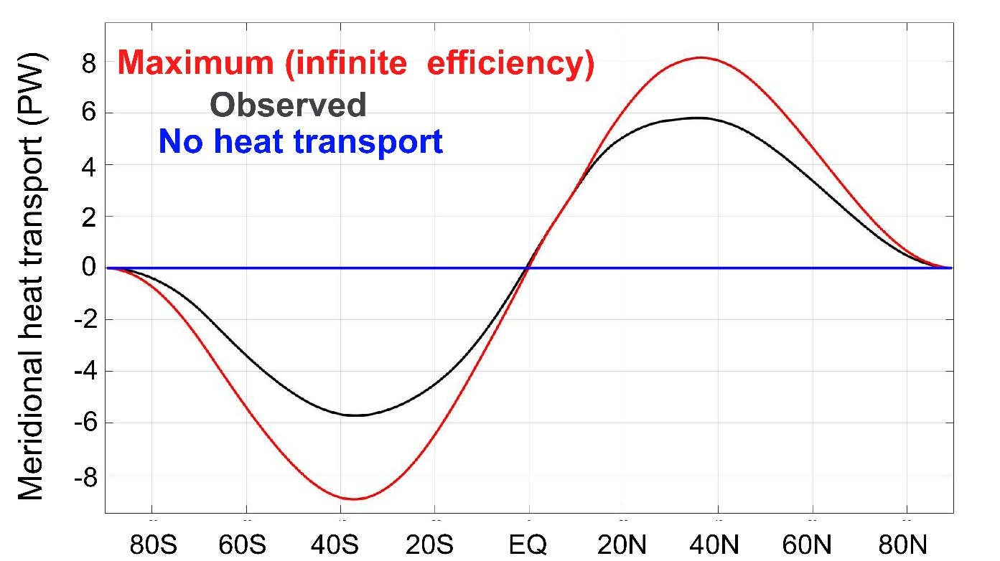 Meridional heat transport (PW)
Maximum (infinite efficiency)
Observed
No heat transport
8
6
4
2
0
-2
-4
-6
-8
80S 60S 40S 20S EQ 20N 40N 60N 80N